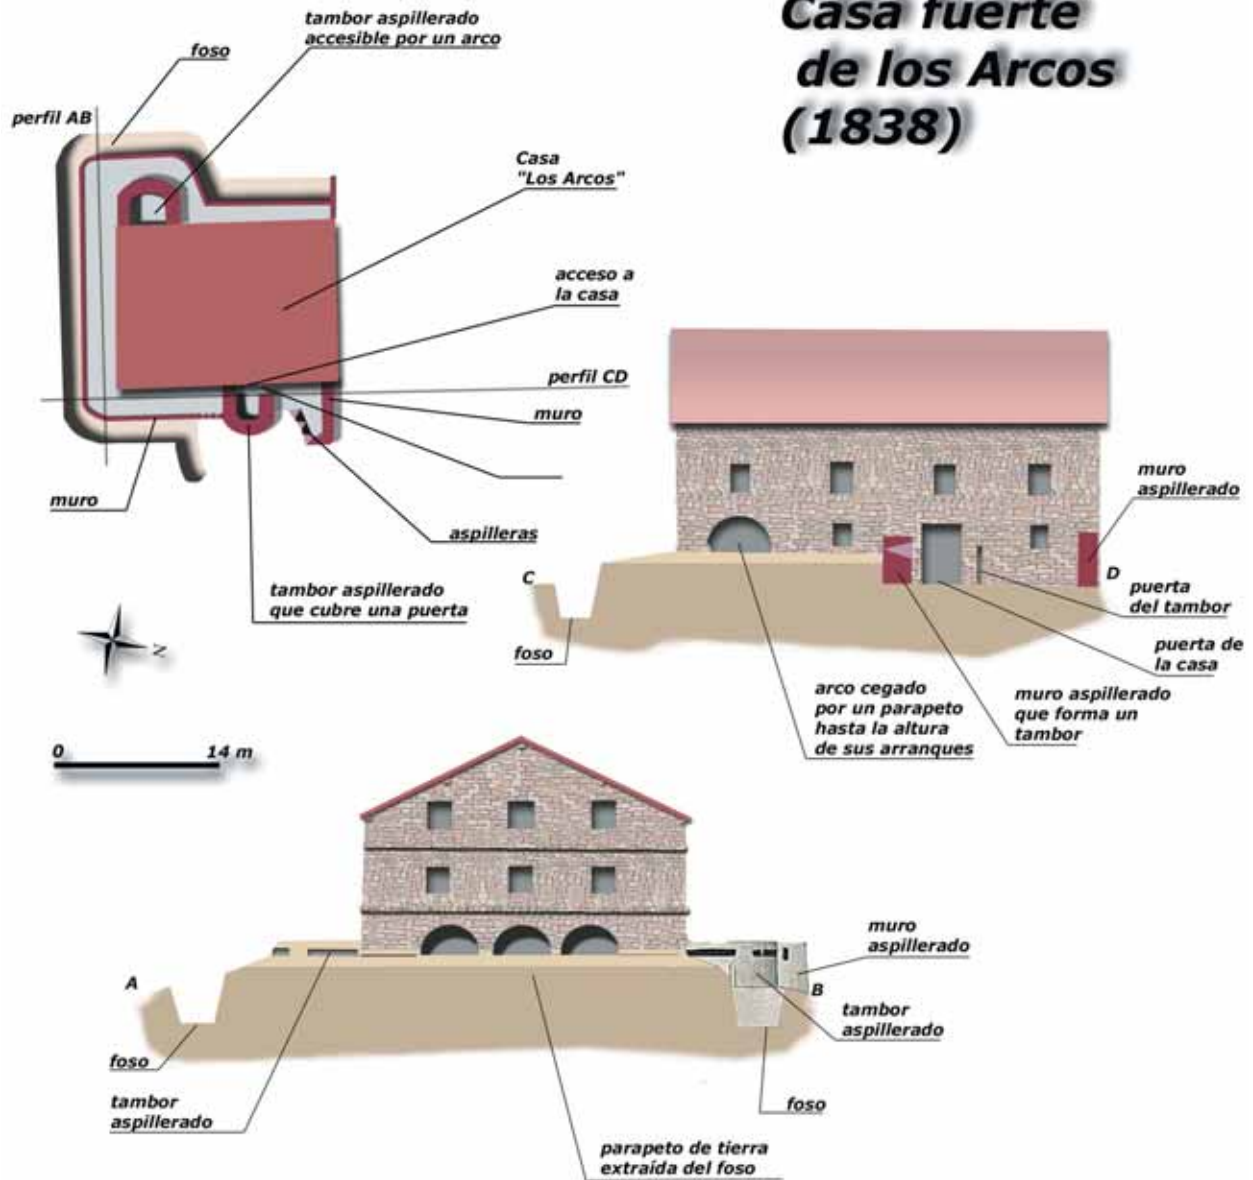 Casa fuerte
de los Arcos
(1838)
tambor aspillerado
accesible por un arco
foso
perfil AB
Casa
"Los Arcos"
acceso a
la casa
perfil CD
muro
muro
aspilleras
tambor aspillerado
que cubre una puerta
N
0 14 m
muro
aspillerado
C
D
puerta
del tambor
foso
puerta de
la casa
arco cegado
por un parapeto
hasta la altura
de sus arranques
muro aspillerado
que forma un
tambor
A
B
muro
aspillerado
tambor
aspillerado
foso
foso
tambor
aspillerado
parapeto de tierra
extraída del foso